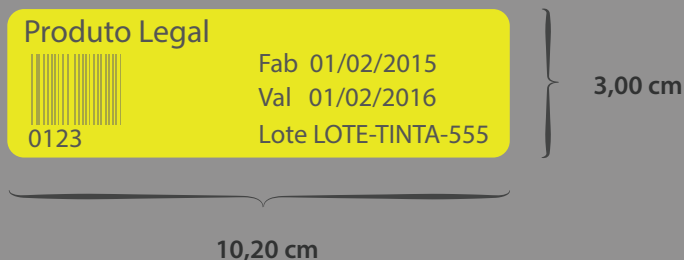 Produto Legal
Fab 01/02/2015
Val 01/02/2016
0123
Lote LOTE-TINTA-555
3,00 cm
10,20 cm